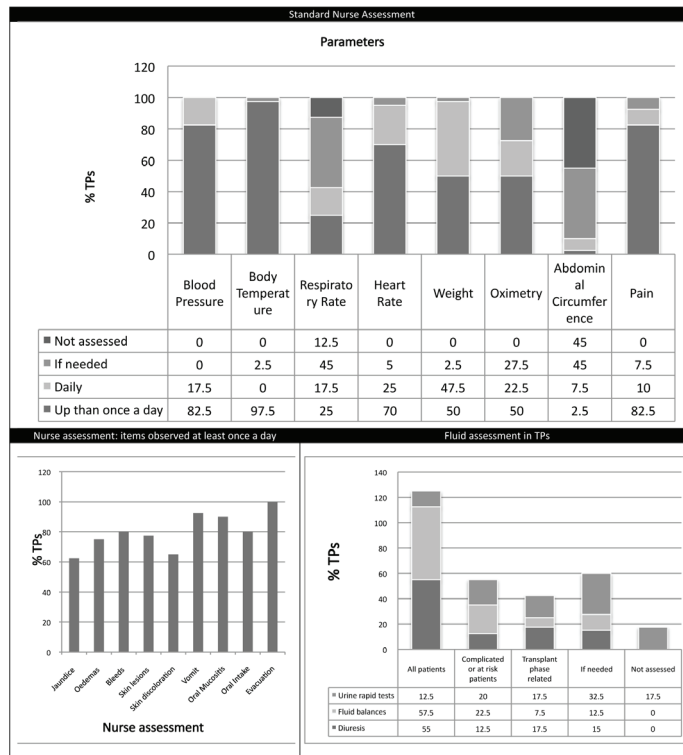 Standard Nurse Assessment
Parameters
120
100
80
60
40
20
0
% TPs
Blood
Pressure
Body
Temperat
ure
Respirato
ry Rate
Heart
Rate
Weight
Oximetry
Abdomin
al
Circumfer
ence
Pain
Not assessed 0 0 12.5 0 0 0 45 0
If needed 0 2.5 45 5 2.5 27.5 45 7.5
Daily 17.5 0 17.5 25 47.5 22.5 7.5 10
Up than once a day 82.5 97.5 25 70 50 50 2.5 82.5
Nurse assessment: items observed at least once a day
120
100
80
60
40
20
0
% TPs
Jaundice
Oedemas
Bleeds
Skin lesions
Skin discoloration
Vomit
Oral Mucositis
Oral Intake
Evacuation
Nurse assessment
Fluid assessment in TPs
140
120
100
80
60
40
20
0
% TPs
All patients
Complicated
or at risk
patients
Transplant
phase
related
If needed
Not assessed
Urine rapid tests 12.5 20 17.5 32.5 17.5
Fluid balances 57.5 22.5 7.5 12.5 0
Diuresis 55 12.5 17.5 15 0